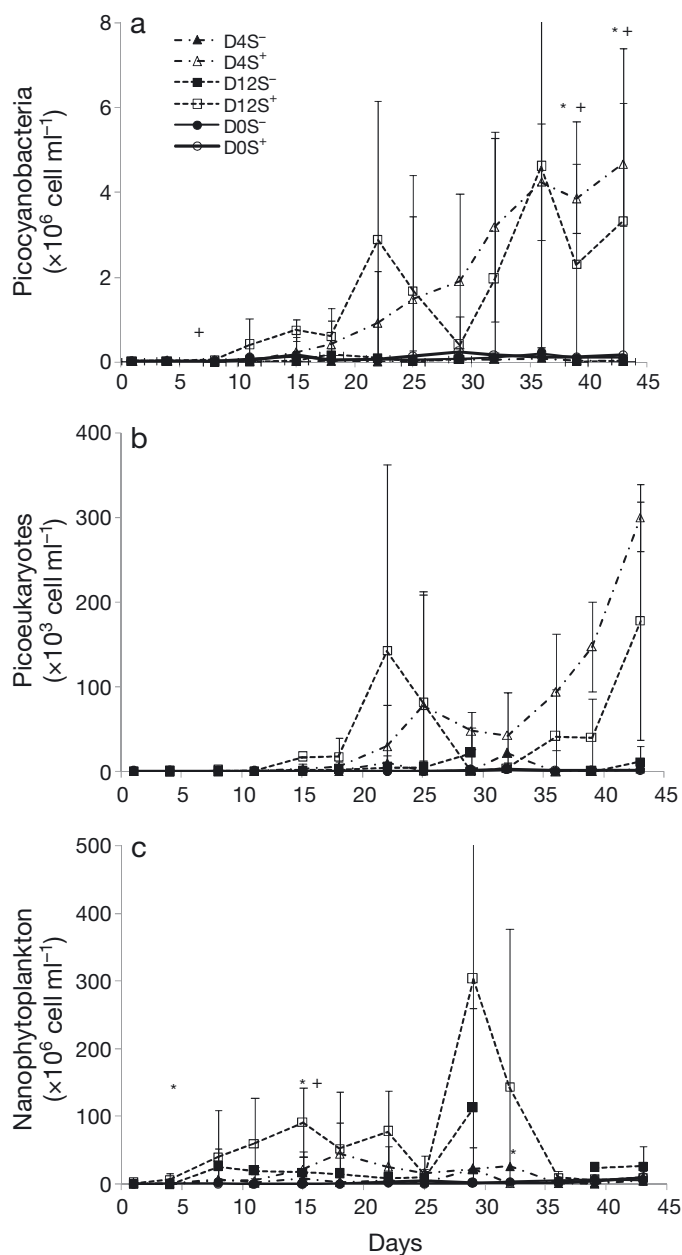 a
8
6
4
2
0
Picocyanobacteria
(×10⁶ cell ml⁻¹)
D4S⁻
D4S⁺
D12S⁻
D12S⁺
D0S⁻
D0S⁺
* +
* +
+
0 5 10 15 20 25 30 35 40 45
b
400
300
200
100
0
Picoeukaryotes
(×10³ cell ml⁻¹)
0 5 10 15 20 25 30 35 40 45
c
500
400
300
200
100
0
Nanophytoplankton
(×10⁶ cell ml⁻¹)
*
* +
*
0 5 10 15 20 25 30 35 40 45
Days